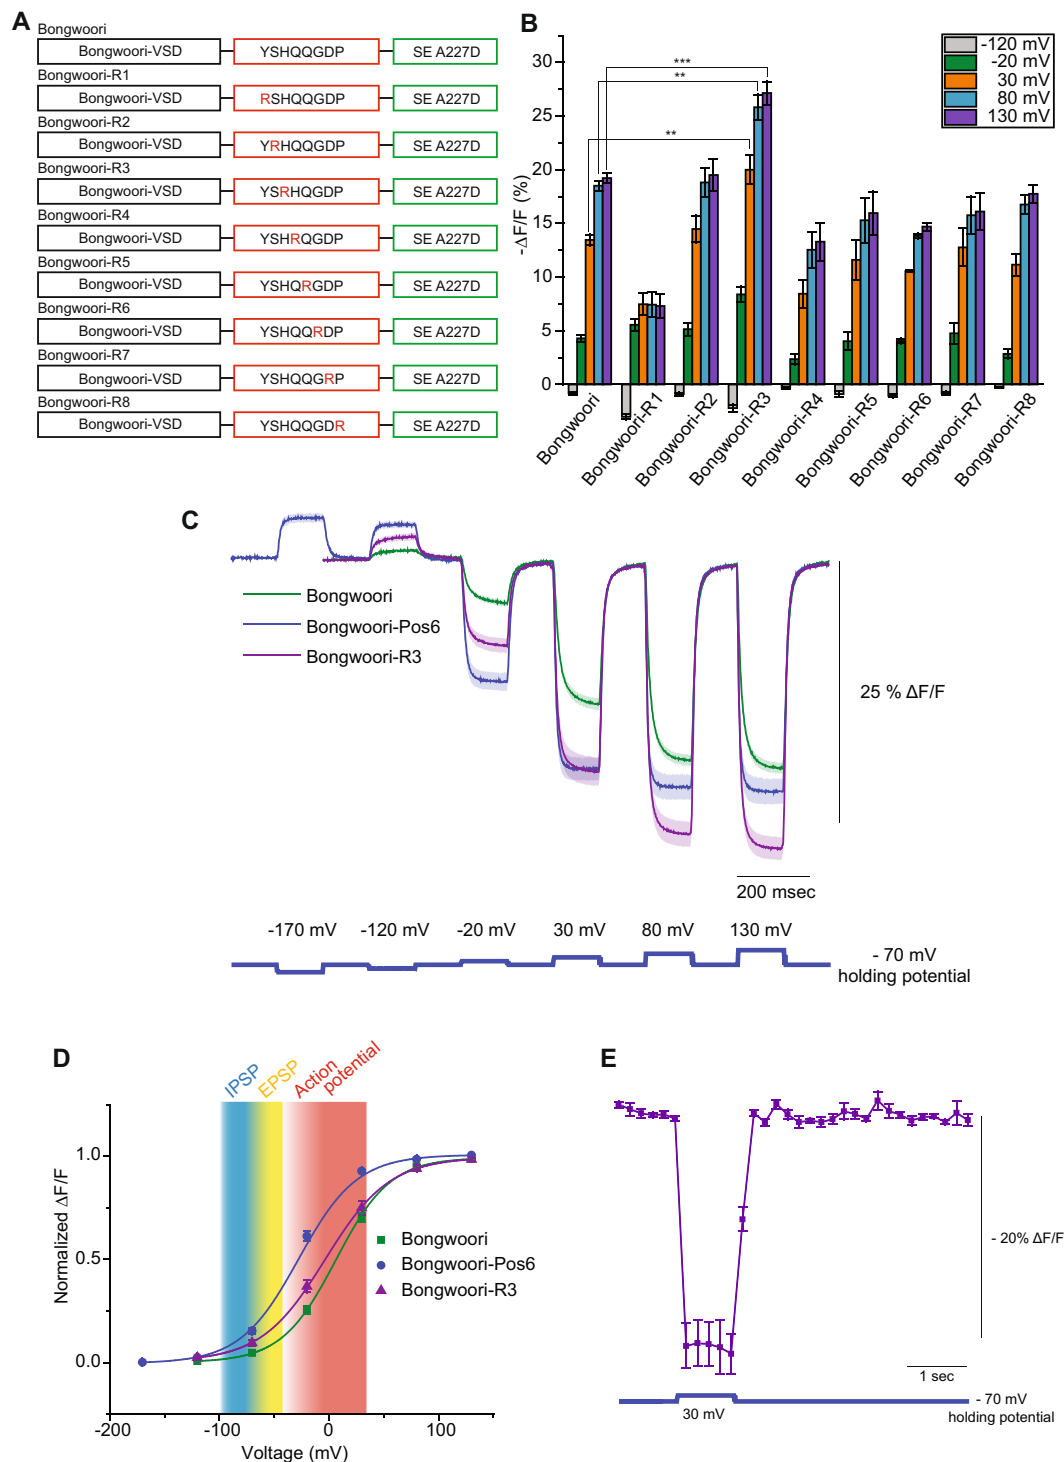 A
Bongwoori
Bongwoori-VSD YSHQQGDP SE A227D
Bongwoori-R1
Bongwoori-VSD RSHQQGDP SE A227D
Bongwoori-R2
Bongwoori-VSD YRHQQGDP SE A227D
Bongwoori-R3
Bongwoori-VSD YSRHQGDP SE A227D
Bongwoori-R4
Bongwoori-VSD YSHRQGDP SE A227D
Bongwoori-R5
Bongwoori-VSD YSHQRGDP SE A227D
Bongwoori-R6
Bongwoori-VSD YSHQQRDP SE A227D
Bongwoori-R7
Bongwoori-VSD YSHQQGRP SE A227D
Bongwoori-R8
Bongwoori-VSD YSHQQGDR SE A227D
B
-120 mV
-20 mV
30 mV
80 mV
130 mV
***
**
**
30
25
20
15
10
5
0
-ΔF/F (%)
Bongwoori
Bongwoori-R1
Bongwoori-R2
Bongwoori-R3
Bongwoori-R4
Bongwoori-R5
Bongwoori-R6
Bongwoori-R7
Bongwoori-R8
C
Bongwoori
Bongwoori-Pos6
Bongwoori-R3
25 % ΔF/F
200 msec
-170 mV -120 mV -20 mV 30 mV 80 mV 130 mV
- 70 mV
holding potential
D
IPSP
EPSP
Action
potential
1.0
0.5
0.0
Normalized ΔF/F
Bongwoori
Bongwoori-Pos6
Bongwoori-R3
-200 -100 0 100
Voltage (mV)
E
- 20% ΔF/F
1 sec
30 mV
- 70 mV
holding potential